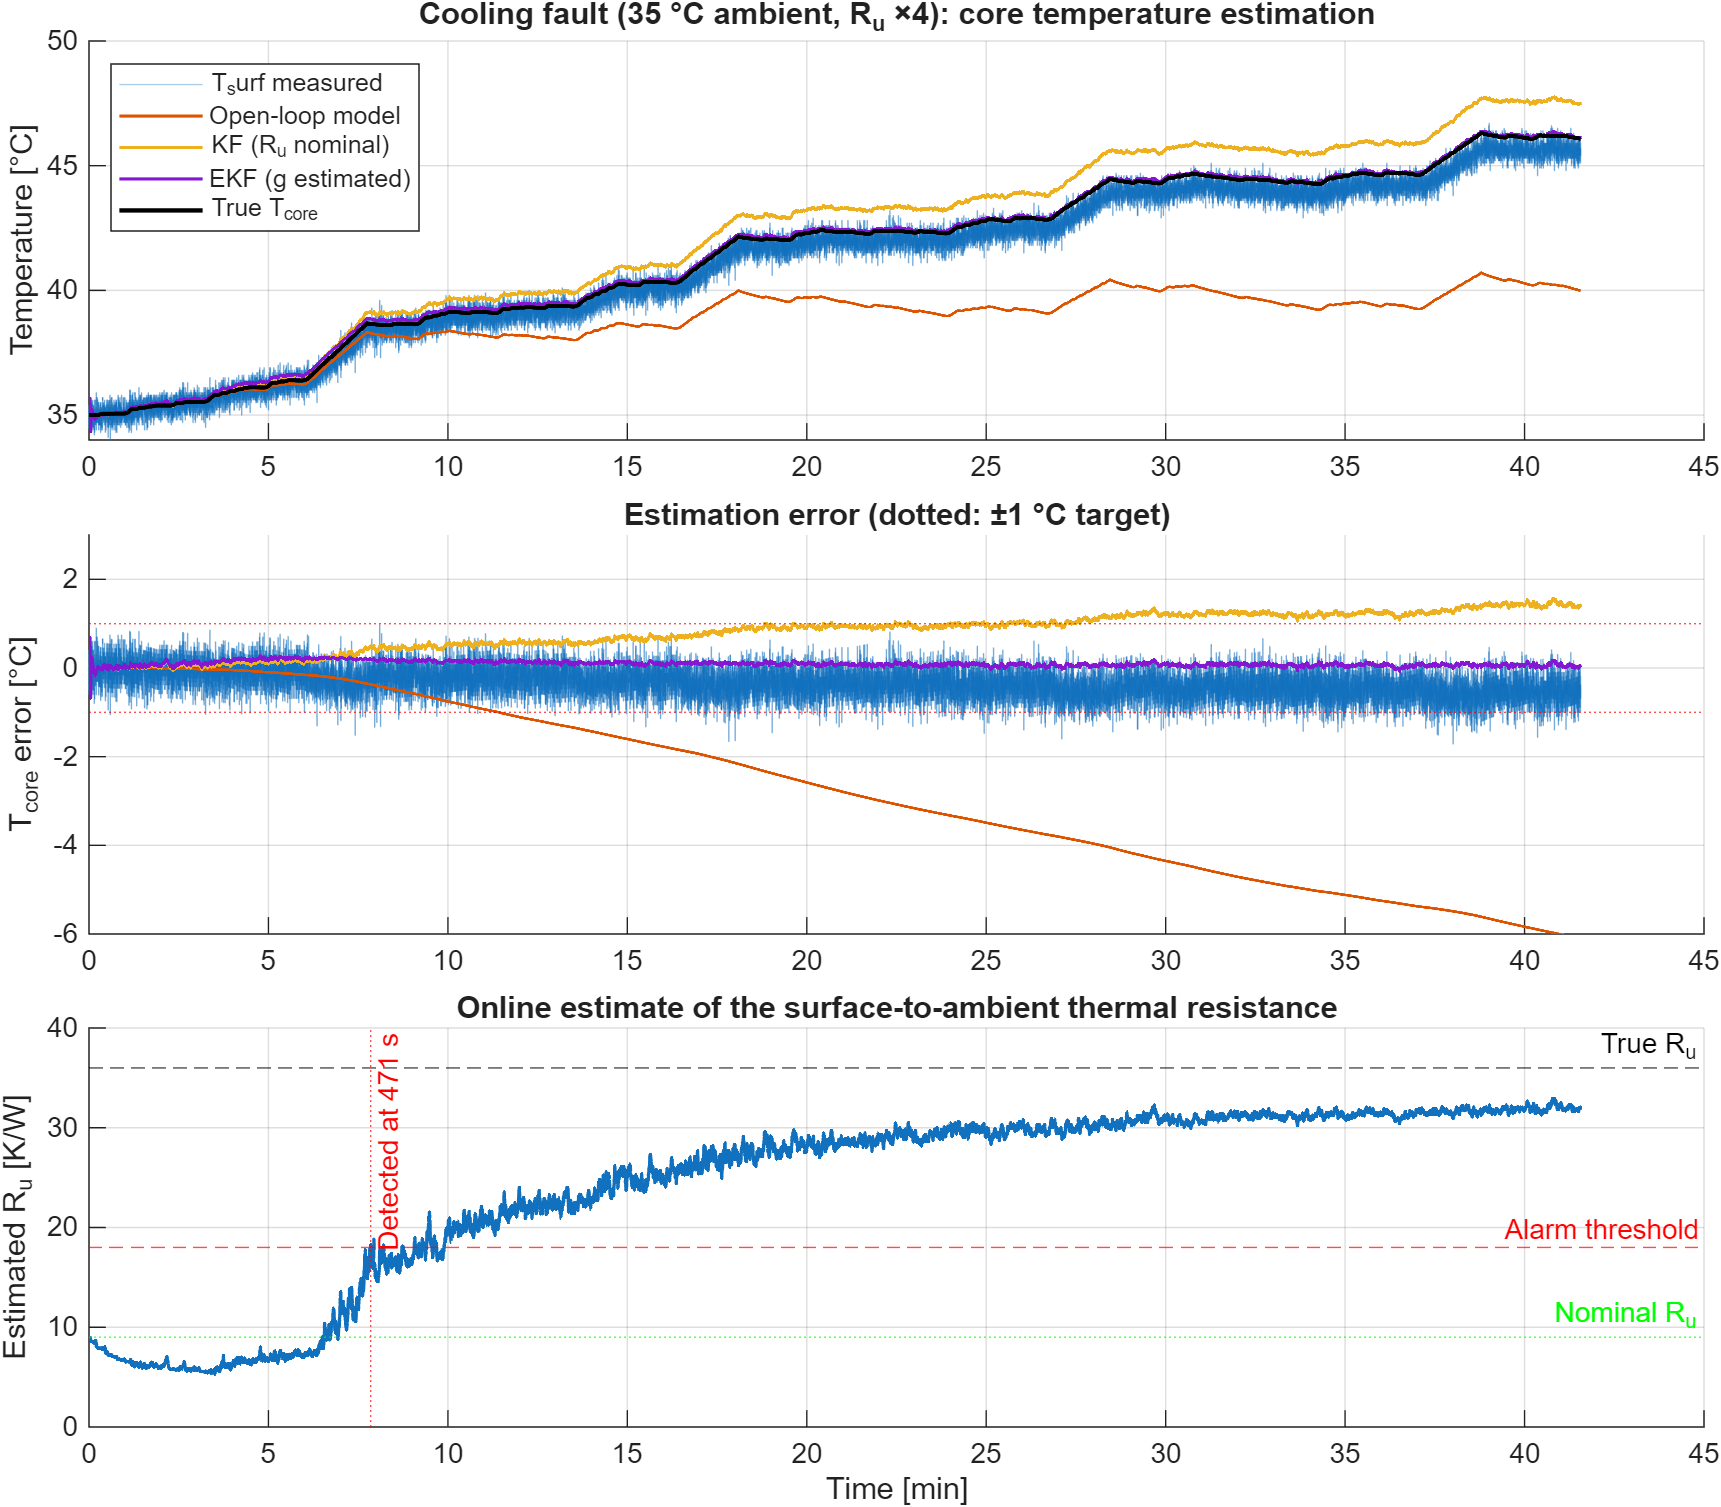 Cooling fault (35 °C ambient, Ru ×4): core temperature estimation
Temperature [°C]
50
45
40
35
Tsurf measured
Open-loop model
KF (Ru nominal)
EKF (g estimated)
True Tcore
0 5 10 15 20 25 30 35 40 45
Estimation error (dotted: ±1 °C target)
Tcore error [°C]
2
0
-2
-4
-6
0 5 10 15 20 25 30 35 40 45
Online estimate of the surface-to-ambient thermal resistance
Estimated Ru [K/W]
40
30
20
10
0
Detected at 471 s
True Ru
Alarm threshold
Nominal Ru
0 5 10 15 20 25 30 35 40 45
Time [min]